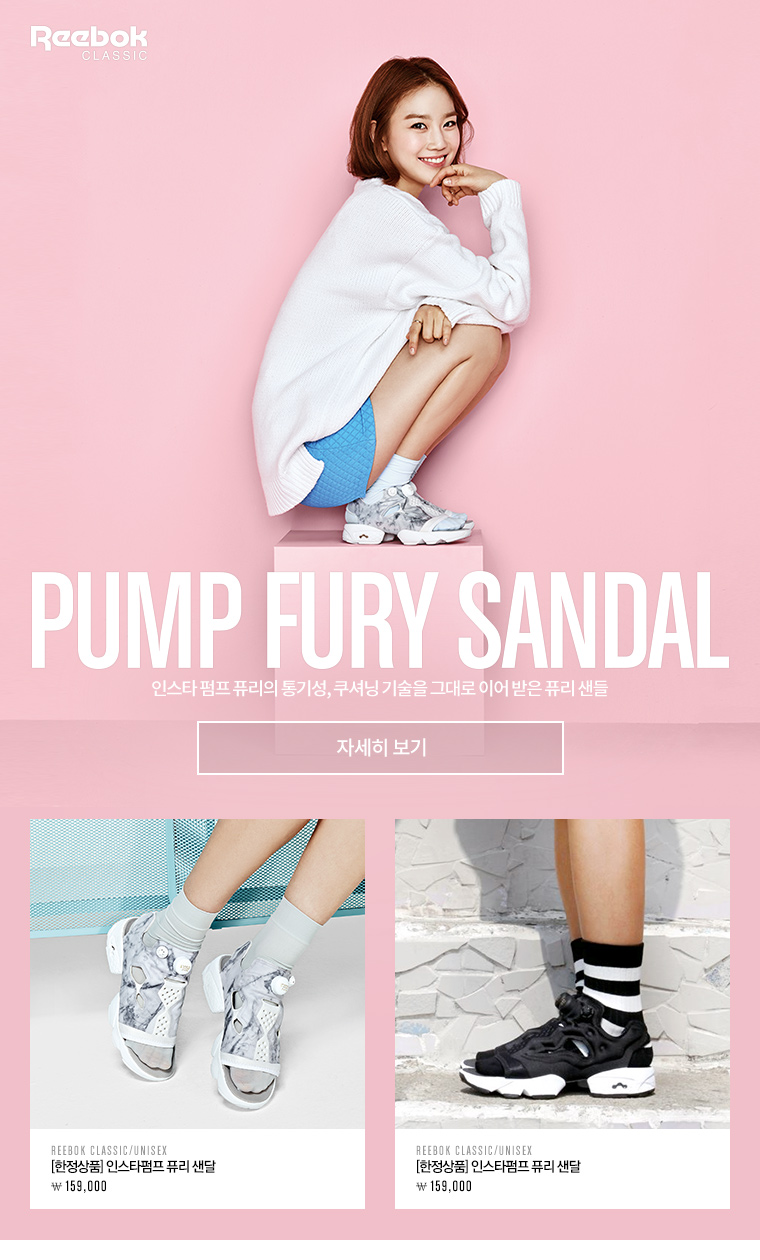 Reebok
CLASSIC
PUMP FURY SANDAL
인스타 펌프 퓨리의 통기성, 쿠셔닝 기술을 그대로 이어 받은 퓨리 샌들
자세히 보기
REEBOK CLASSIC/UNISEX
[한정상품] 인스타펌프 퓨리 샌달
₩ 159,000
REEBOK CLASSIC/UNISEX
[한정상품] 인스타펌프 퓨리 샌달
₩ 159,000